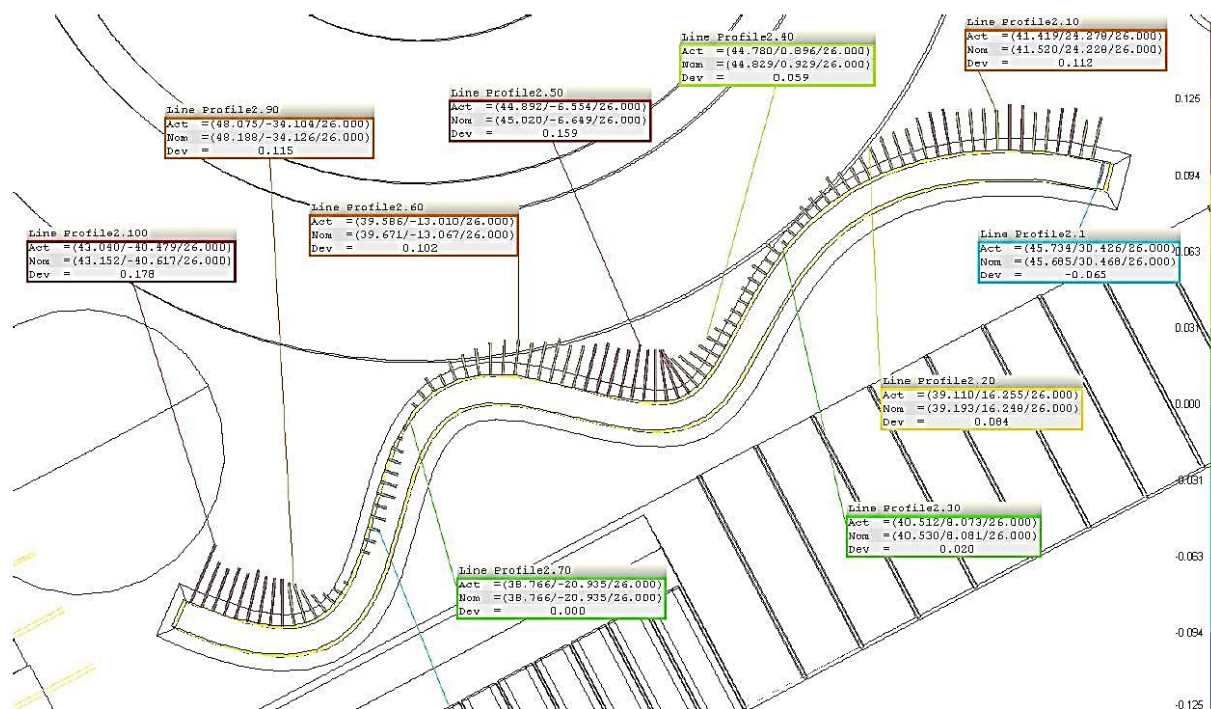 Line Profile2.10
Act =(41.419/24.278/26.000)
Nom =(41.520/24.228/26.000)
Dev = 0.112
Line Profile2.40
Act =(44.780/0.896/26.000)
Nom =(44.829/0.929/26.000)
Dev = 0.059
Line Profile2.50
Act =(44.892/-6.554/26.000)
Nom =(45.020/-6.649/26.000)
Dev = 0.159
Line Profile2.90
Act =(48.075/-34.104/26.000)
Nom =(48.188/-34.126/26.000)
Dev = 0.115
Line Profile2.60
Act =(39.586/-13.010/26.000)
Nom =(39.671/-13.067/26.000)
Dev = 0.102
Line Profile2.100
Act =(43.040/-40.479/26.000)
Nom =(43.152/-40.617/26.000)
Dev = 0.178
Line Profile2.1
Act =(45.734/30.426/26.000)
Nom =(45.685/30.468/26.000)
Dev = -0.065
Line Profile2.20
Act =(39.110/16.255/26.000)
Nom =(39.193/16.248/26.000)
Dev = 0.084
Line Profile2.30
Act =(40.512/8.073/26.000)
Nom =(40.530/8.081/26.000)
Dev = 0.020
Line Profile2.70
Act =(38.766/-20.935/26.000)
Nom =(38.766/-20.935/26.000)
Dev = 0.000
0.126
0.094
0.063
0.031
0.000
-0.031
-0.063
-0.094
-0.125